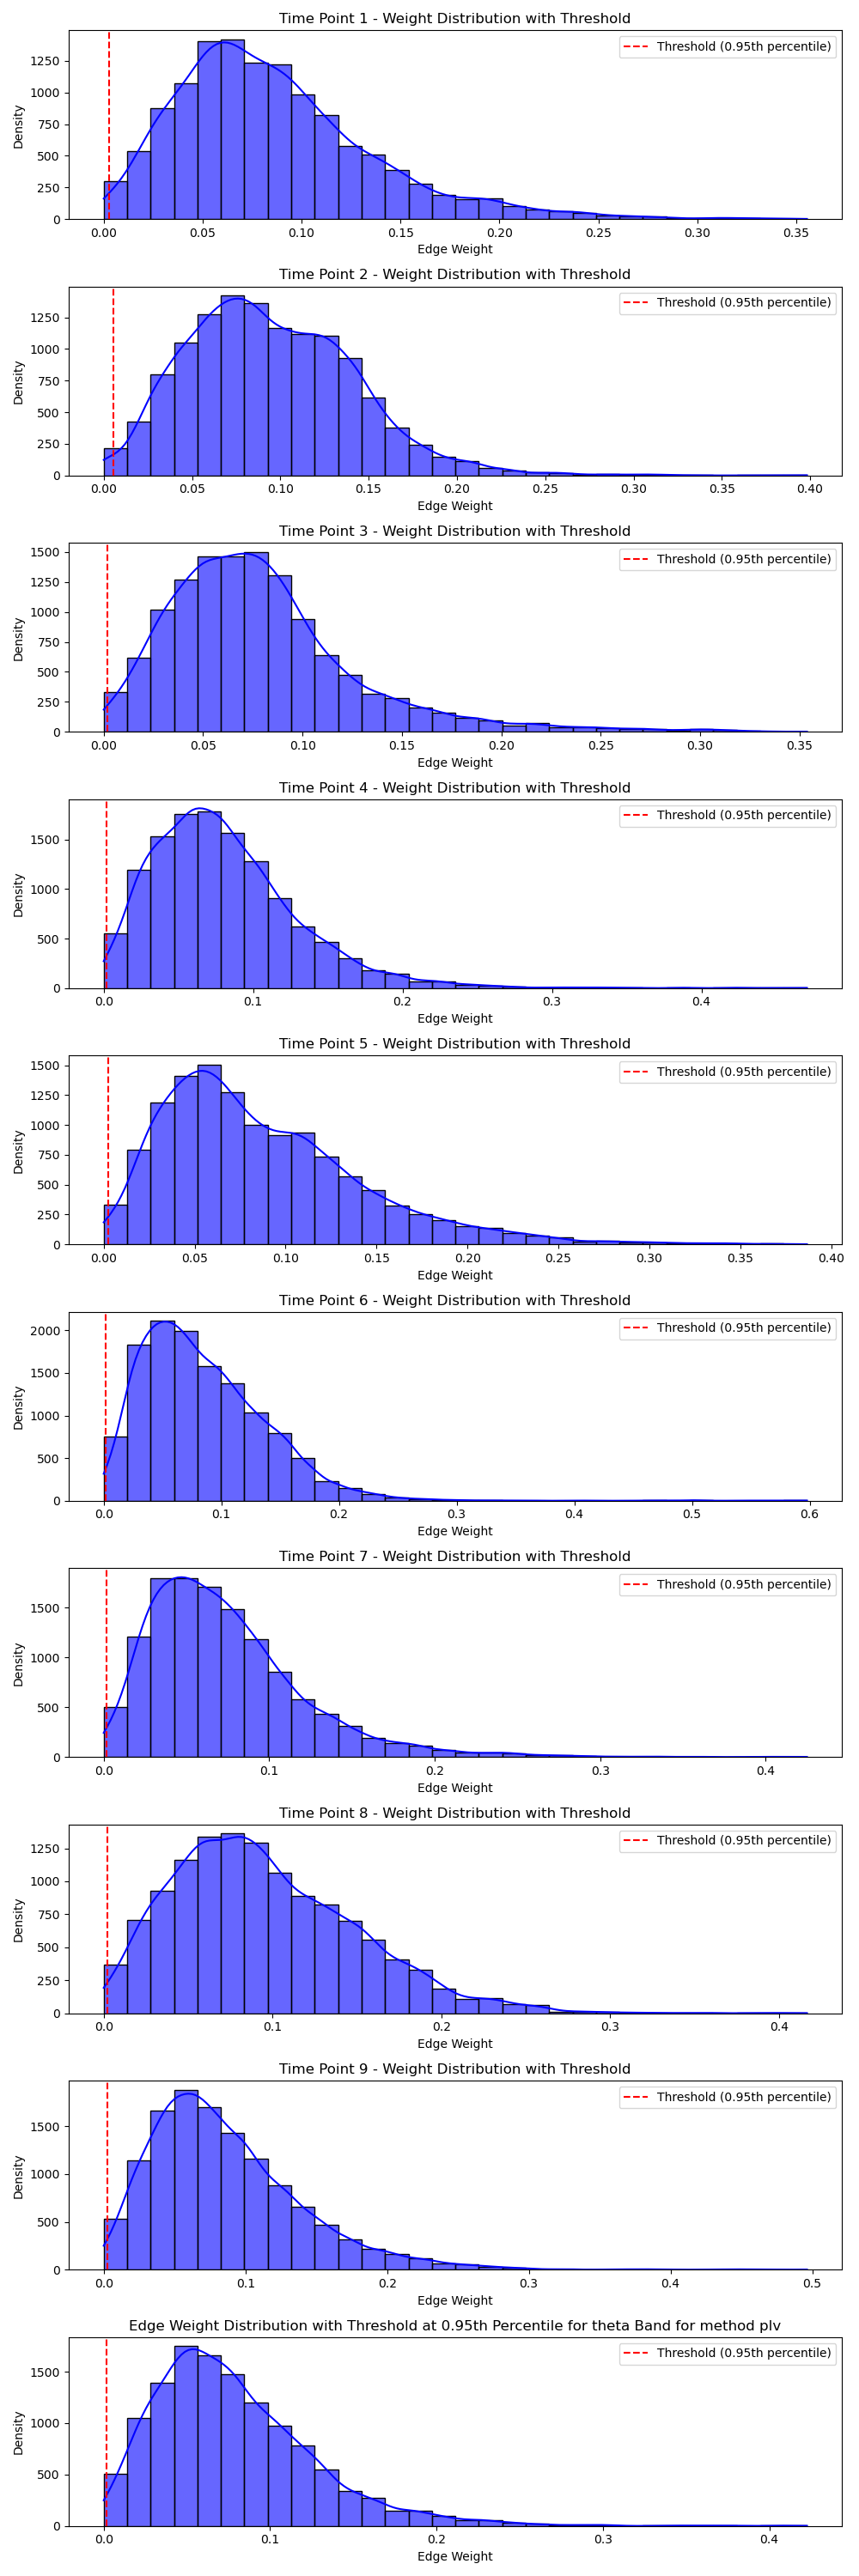 Time Point 1 - Weight Distribution with Threshold
Threshold (0.95th percentile)
Density
1250
1000
750
500
250
0
0.00 0.05 0.10 0.15 0.20 0.25 0.30 0.35
Edge Weight
Time Point 2 - Weight Distribution with Threshold
Threshold (0.95th percentile)
Density
1250
1000
750
500
250
0
0.00 0.05 0.10 0.15 0.20 0.25 0.30 0.35 0.40
Edge Weight
Time Point 3 - Weight Distribution with Threshold
Threshold (0.95th percentile)
Density
1500
1250
1000
750
500
250
0
0.00 0.05 0.10 0.15 0.20 0.25 0.30 0.35
Edge Weight
Time Point 4 - Weight Distribution with Threshold
Threshold (0.95th percentile)
Density
1500
1000
500
0
0.0 0.1 0.2 0.3 0.4
Edge Weight
Time Point 5 - Weight Distribution with Threshold
Threshold (0.95th percentile)
Density
1500
1250
1000
750
500
250
0
0.00 0.05 0.10 0.15 0.20 0.25 0.30 0.35 0.40
Edge Weight
Time Point 6 - Weight Distribution with Threshold
Threshold (0.95th percentile)
Density
2000
1500
1000
500
0
0.0 0.1 0.2 0.3 0.4 0.5 0.6
Edge Weight
Time Point 7 - Weight Distribution with Threshold
Threshold (0.95th percentile)
Density
1500
1000
500
0
0.0 0.1 0.2 0.3 0.4
Edge Weight
Time Point 8 - Weight Distribution with Threshold
Threshold (0.95th percentile)
Density
1250
1000
750
500
250
0
0.0 0.1 0.2 0.3 0.4
Edge Weight
Time Point 9 - Weight Distribution with Threshold
Threshold (0.95th percentile)
Density
1500
1000
500
0
0.0 0.1 0.2 0.3 0.4 0.5
Edge Weight
Edge Weight Distribution with Threshold at 0.95th Percentile for theta Band for method plv
Threshold (0.95th percentile)
Density
1500
1000
500
0
0.0 0.1 0.2 0.3 0.4
Edge Weight